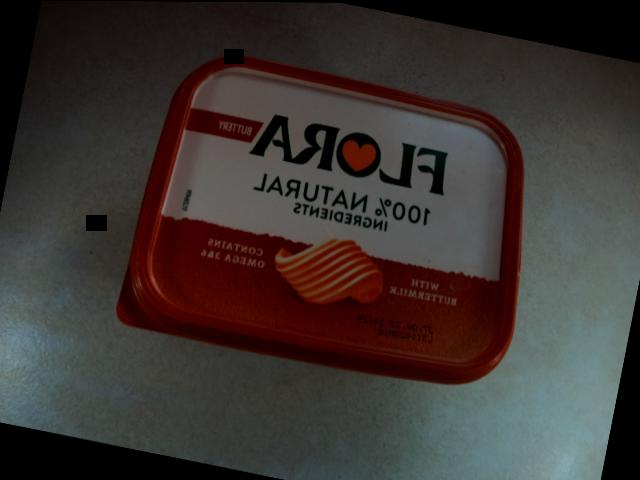 FLORA
BUTTERY
100% NATURAL
INGREDIENTS
WITH
BUTTERMILK
CONTAINS
OMEGA 3&6